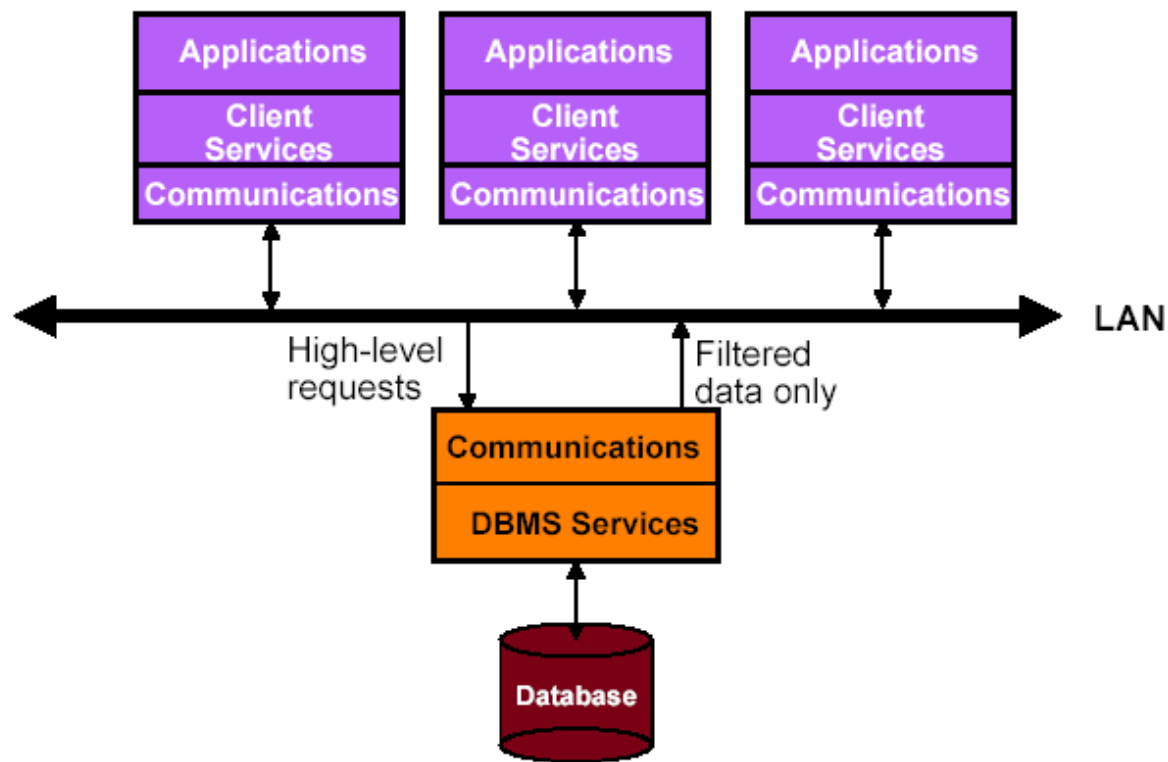 Applications
Client
Services
Communications
Applications
Client
Services
Communications
Applications
Client
Services
Communications
LAN
High-level
requests
Filtered
data only
Communications
DBMS Services
Database